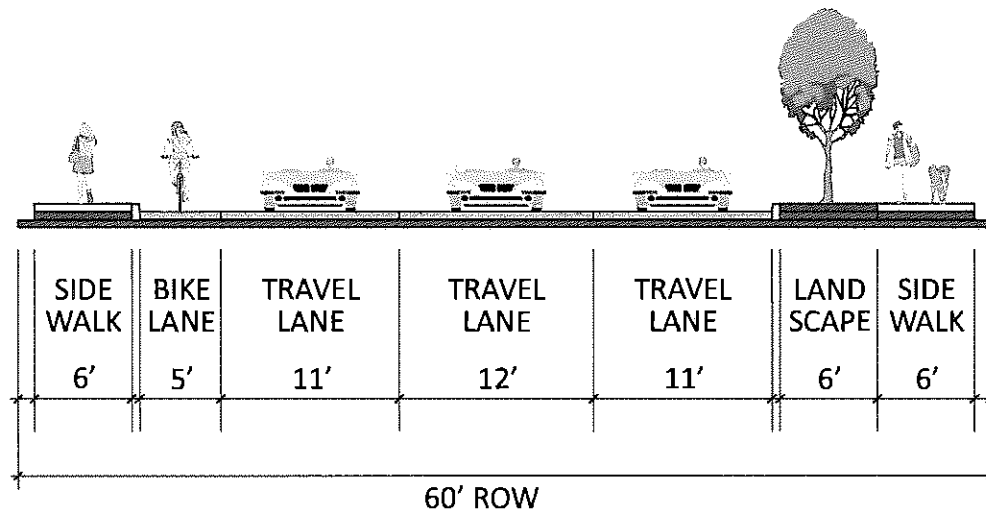 SIDE
WALK
6'
BIKE
LANE
5'
TRAVEL
LANE
11'
TRAVEL
LANE
12'
TRAVEL
LANE
11'
LAND
SCAPE
6'
SIDE
WALK
6'
60' ROW